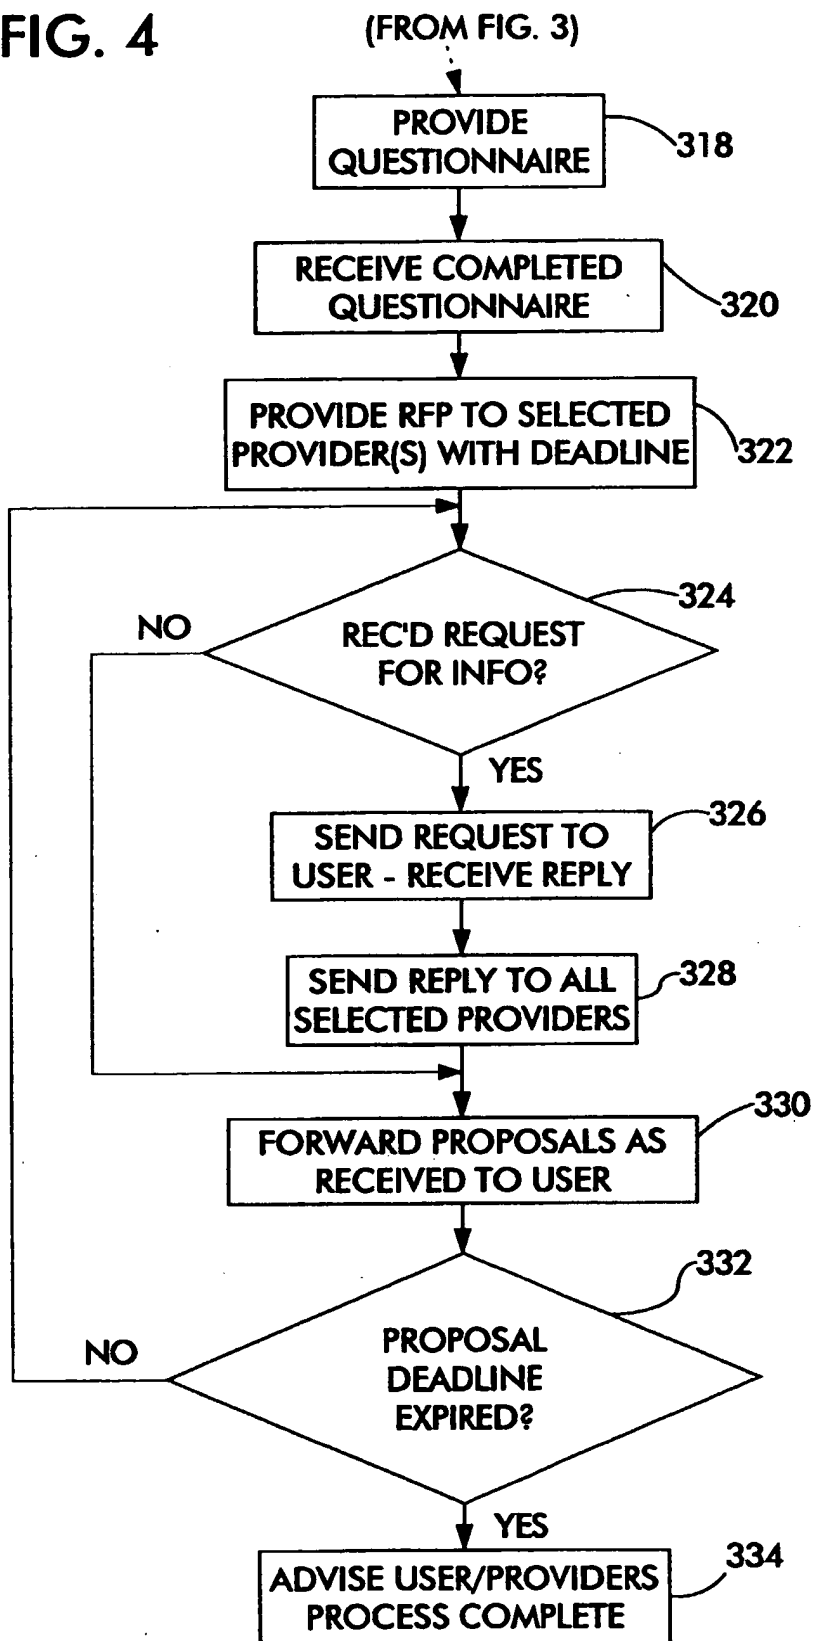 FIG. 4
(FROM FIG. 3)
PROVIDE
QUESTIONNAIRE
318
RECEIVE COMPLETED
QUESTIONNAIRE
320
PROVIDE RFP TO SELECTED
PROVIDER(S) WITH DEADLINE
322
324
NO
REC'D REQUEST
FOR INFO?
YES
326
SEND REQUEST TO
USER - RECEIVE REPLY
328
SEND REPLY TO ALL
SELECTED PROVIDERS
330
FORWARD PROPOSALS AS
RECEIVED TO USER
332
NO
PROPOSAL
DEADLINE
EXPIRED?
YES
334
ADVISE USER/PROVIDERS
PROCESS COMPLETE